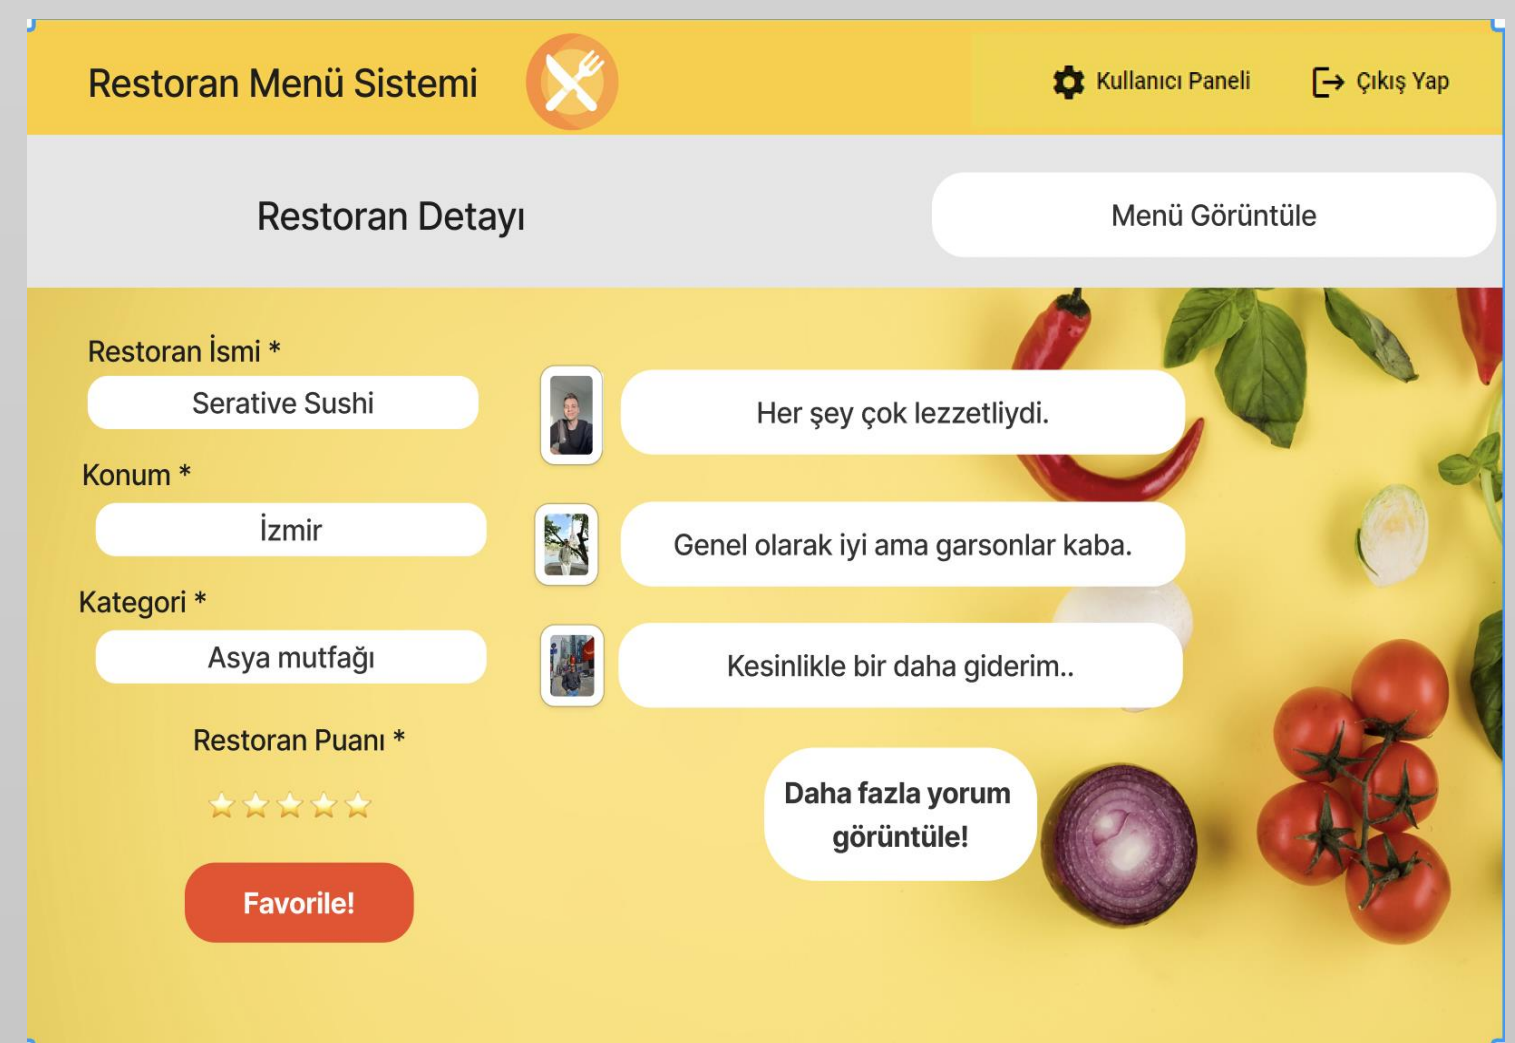 Restoran Menü Sistemi
Kullanıcı Paneli
Çıkış Yap
Restoran Detayı
Menü Görüntüle
Restoran İsmi *
Serative Sushi
Konum *
İzmir
Kategori *
Asya mutfağı
Restoran Puanı *
Favorile!
Her şey çok lezzetliydi.
Genel olarak iyi ama garsonlar kaba.
Kesinlikle bir daha giderim..
Daha fazla yorum
görüntüle!